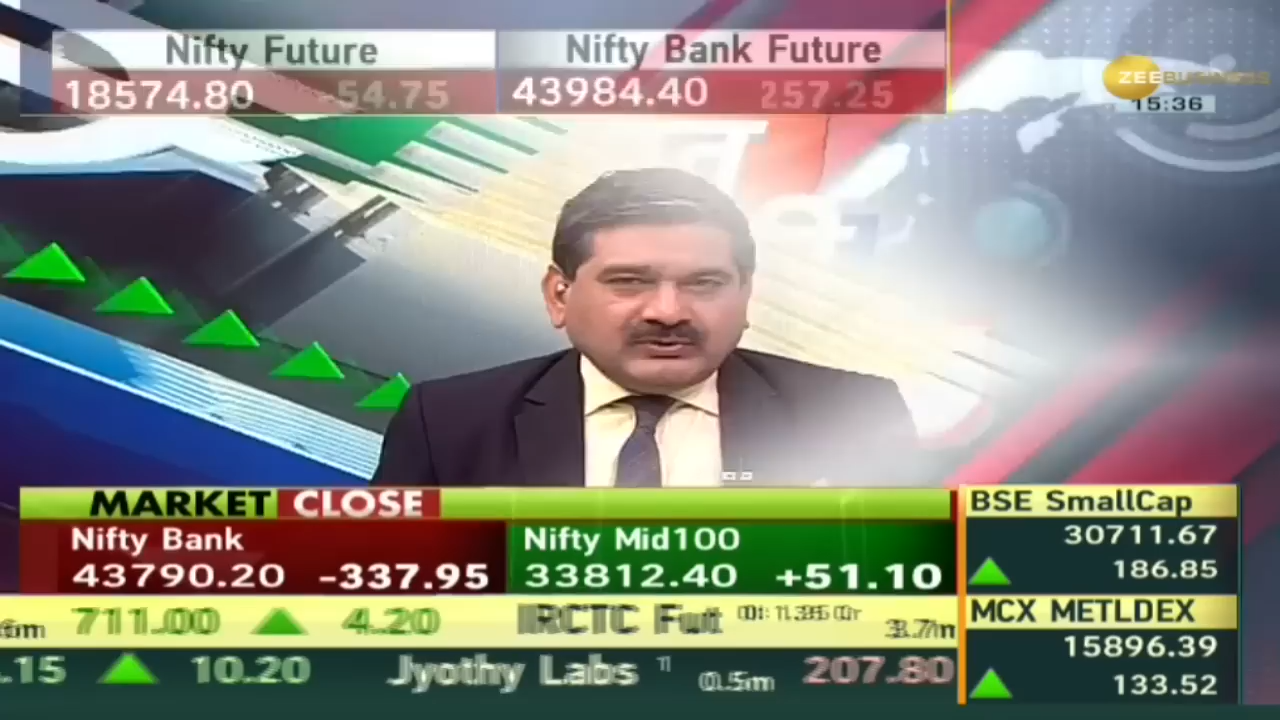 Nifty Future
18574.80 -54.75
Nifty Bank Future
43984.40 257.25
ZEE BUSINESS
15:36
MARKET CLOSE
Nifty Bank
43790.20 -337.95
Nifty Mid100
33812.40 +51.10
BSE SmallCap
30711.67
186.85
MCX METLDEX
15896.39
133.52
711.00 4.20 IRCTC Fut 3.7m
.15 10.20 Jyothy Labs 0.5m 207.80